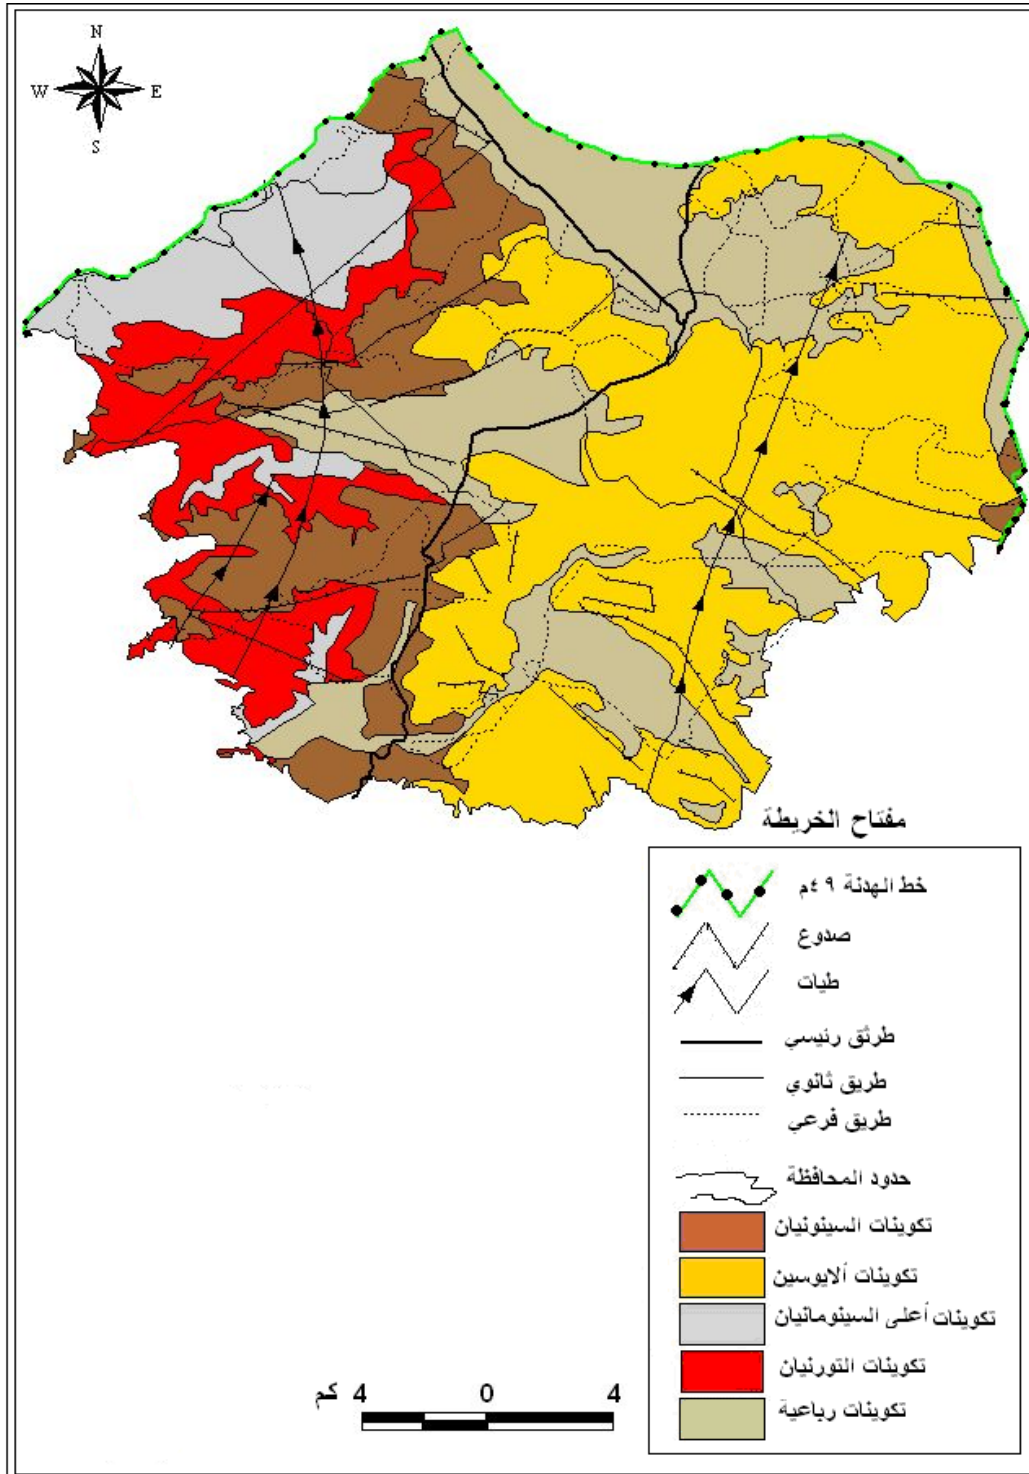 N
W E
S
مفتاح الخريطة
خط الهدنة ٤٩م
صدوع
طيات
طرثق رئيسي
طريق ثانوي
طريق فرعي
حدود المحافظة
تكوينات السينونيان
تكوينات ألايوسين
تكوينات أعلى السينومانيان
تكوينات التورنيان
تكوينات رباعية
كم 4 0 4